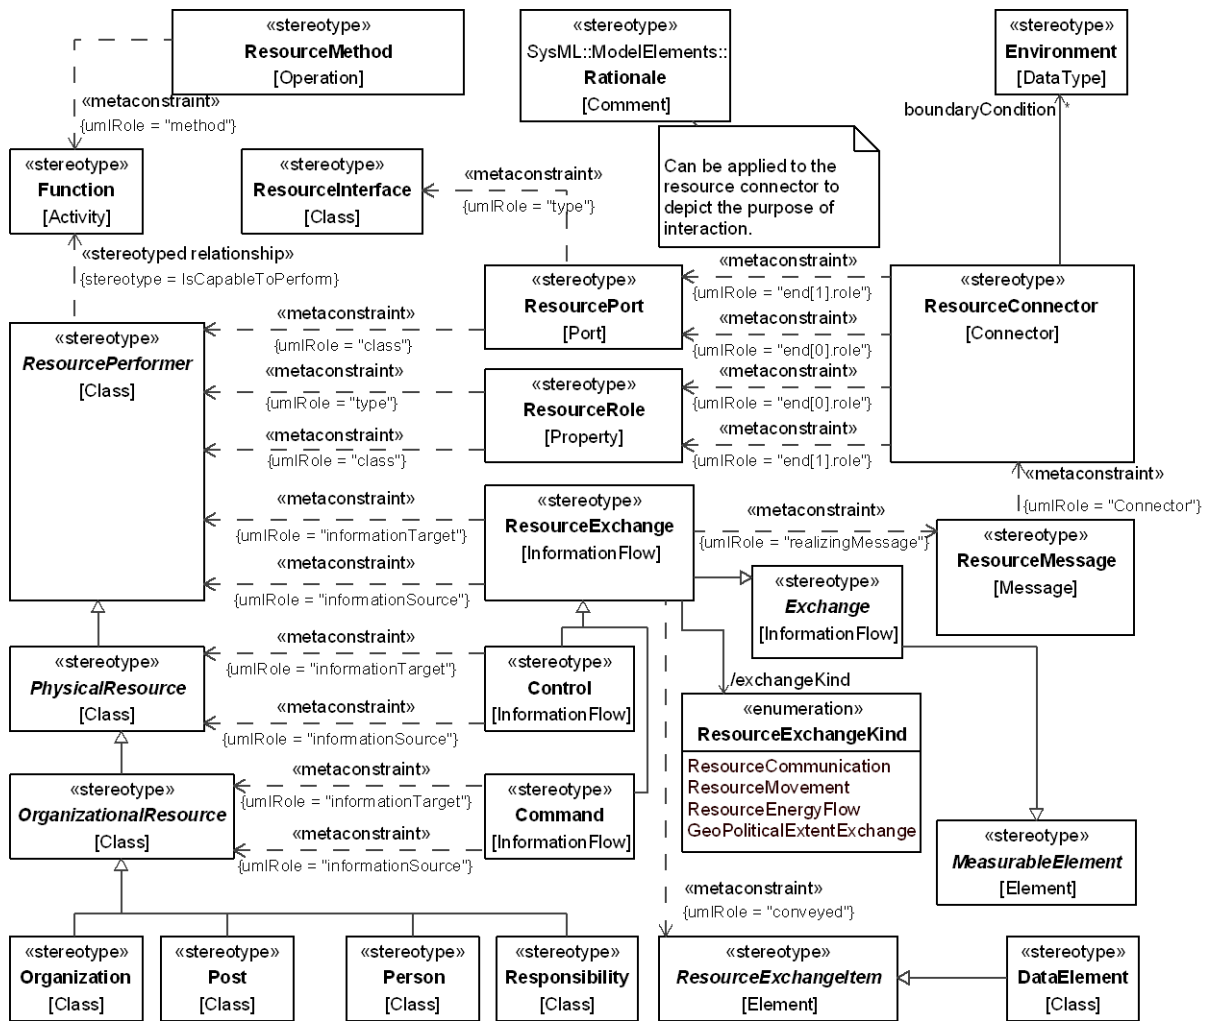 «stereotype»
ResourceMethod
[Operation]
«stereotype»
SysML::ModelElements::
Rationale
[Comment]
«stereotype»
Environment
[DataType]
«metaconstraint»
{umlRole = "method"}
boundaryCondition
*
Can be applied to the
resource connector to
depict the purpose of
interaction.
«stereotype»
Function
[Activity]
«stereotype»
ResourceInterface
[Class]
«metaconstraint»
{umlRole = "type"}
«stereotyped relationship»
{stereotype = IsCapableToPerform}
«stereotype»
ResourcePort
[Port]
«metaconstraint»
{umlRole = "end[1].role"}
«metaconstraint»
{umlRole = "end[0].role"}
«stereotype»
ResourceConnector
[Connector]
«stereotype»
ResourcePerformer
[Class]
«metaconstraint»
{umlRole = "class"}
«metaconstraint»
{umlRole = "type"}
«metaconstraint»
{umlRole = "class"}
«stereotype»
ResourceRole
[Property]
«metaconstraint»
{umlRole = "end[0].role"}
«metaconstraint»
{umlRole = "end[1].role"}
«metaconstraint»
{umlRole = "Connector"}
«metaconstraint»
{umlRole = "informationTarget"}
«metaconstraint»
{umlRole = "informationSource"}
«stereotype»
ResourceExchange
[InformationFlow]
«metaconstraint»
{umlRole = "realizingMessage"}
«stereotype»
ResourceMessage
[Message]
«stereotype»
Exchange
[InformationFlow]
«stereotype»
PhysicalResource
[Class]
«metaconstraint»
{umlRole = "informationTarget"}
«metaconstraint»
{umlRole = "informationSource"}
«stereotype»
Control
[InformationFlow]
/exchangeKind
«enumeration»
ResourceExchangeKind
ResourceCommunication
ResourceMovement
ResourceEnergyFlow
GeoPoliticalExtentExchange
«stereotype»
OrganizationalResource
[Class]
«metaconstraint»
{umlRole = "informationTarget"}
«metaconstraint»
{umlRole = "informationSource"}
«stereotype»
Command
[InformationFlow]
«stereotype»
MeasurableElement
[Element]
«metaconstraint»
{umlRole = "conveyed"}
«stereotype»
Organization
[Class]
«stereotype»
Post
[Class]
«stereotype»
Person
[Class]
«stereotype»
Responsibility
[Class]
«stereotype»
ResourceExchangeItem
[Element]
«stereotype»
DataElement
[Class]